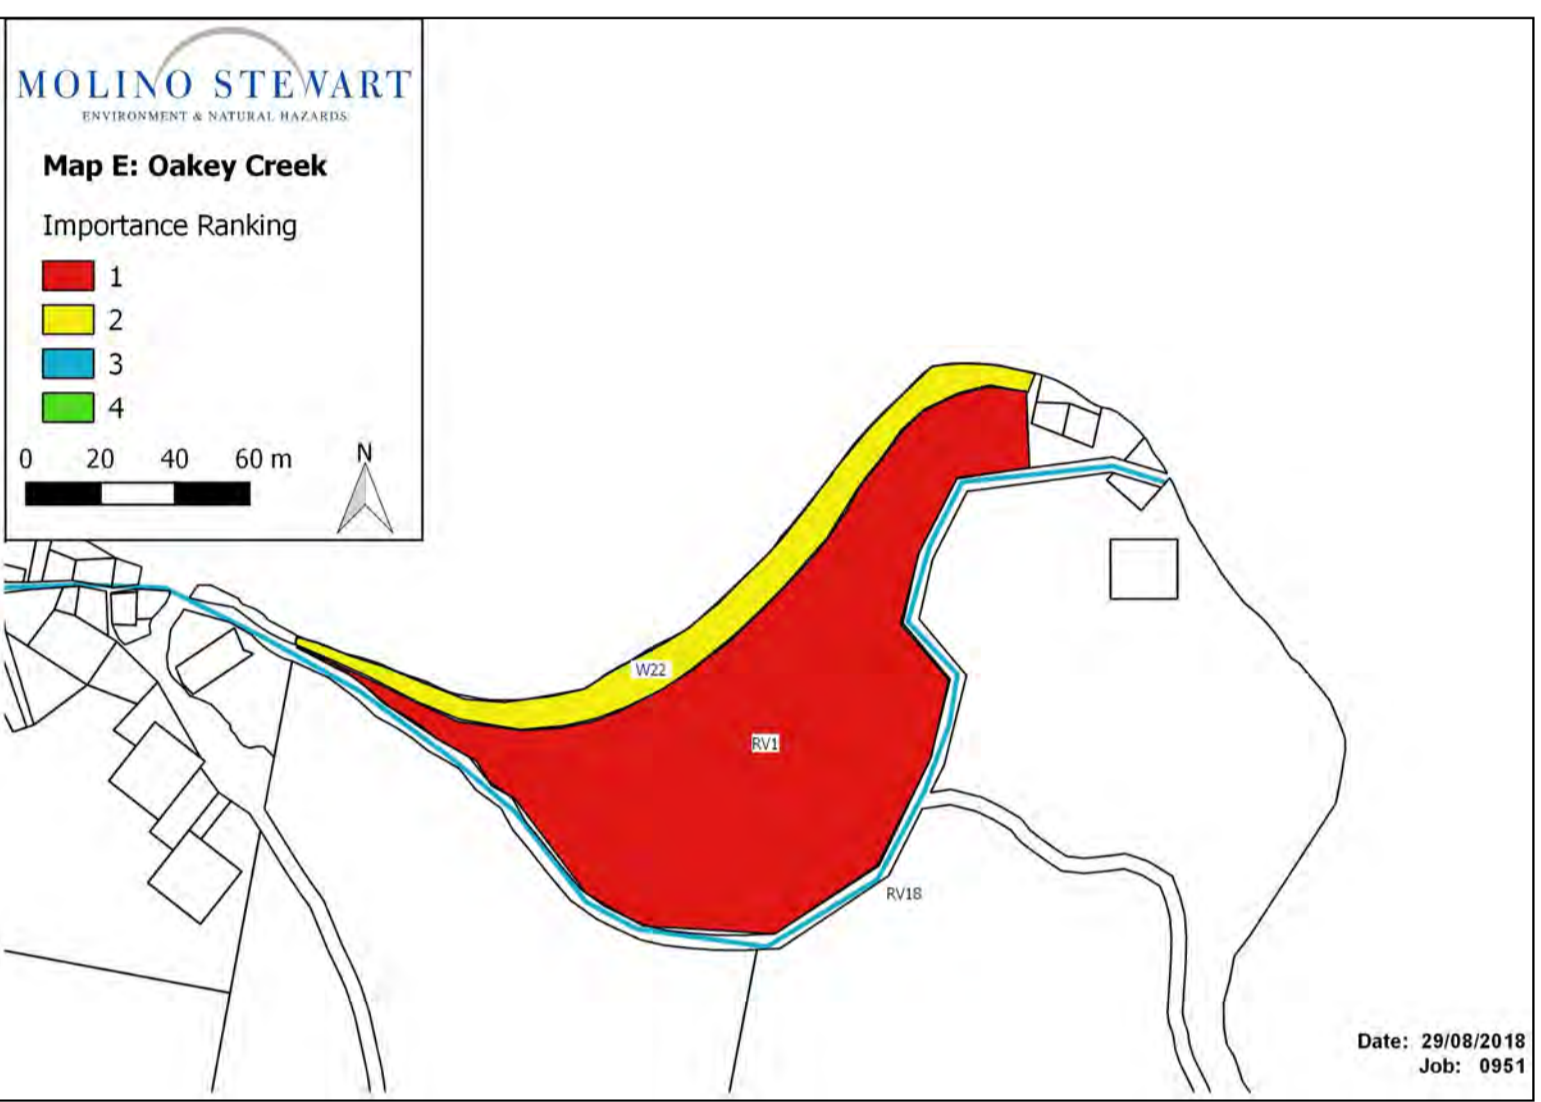 MOLINO STEWART
ENVIRONMENT & NATURAL HAZARDS
Map E: Oakey Creek
Importance Ranking
1
2
3
4
0 20 40 60 m
N
W22
RV1
RV18
Date: 29/08/2018
Job: 0951